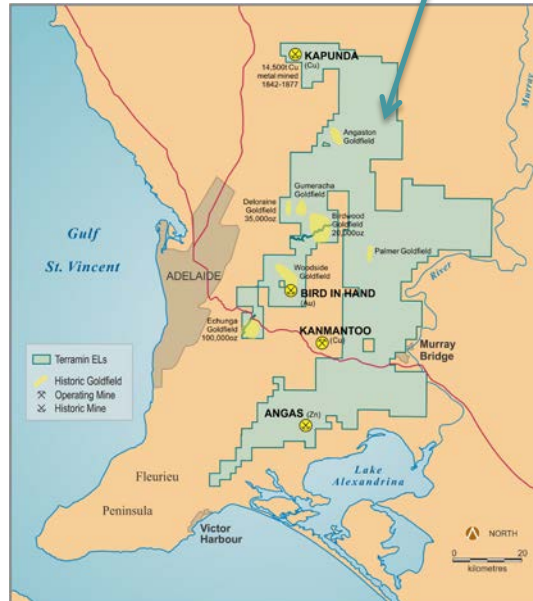 KAPUNDA
(Cu)
14,500t Cu
metal mined
1842-1877
Murray
Angaston
Goldfield
Gumeracha
Goldfield
Deloraine
Goldfield
35,000oz
Birdwood
Goldfield
20,000oz
Palmer Goldfield
Gulf
St. Vincent
ADELAIDE
Woodside
Goldfield
River
BIRD IN HAND
(Au)
Echunga
Goldfield
100,000oz
KANMANTOO
(Cu)
Murray
Bridge
Terramin ELs
Historic Goldfield
Operating Mine
Historic Mine
ANGAS (Zn)
Lake
Alexandrina
Fleurieu
Peninsula
Victor
Harbour
NORTH
0 20
kilometres